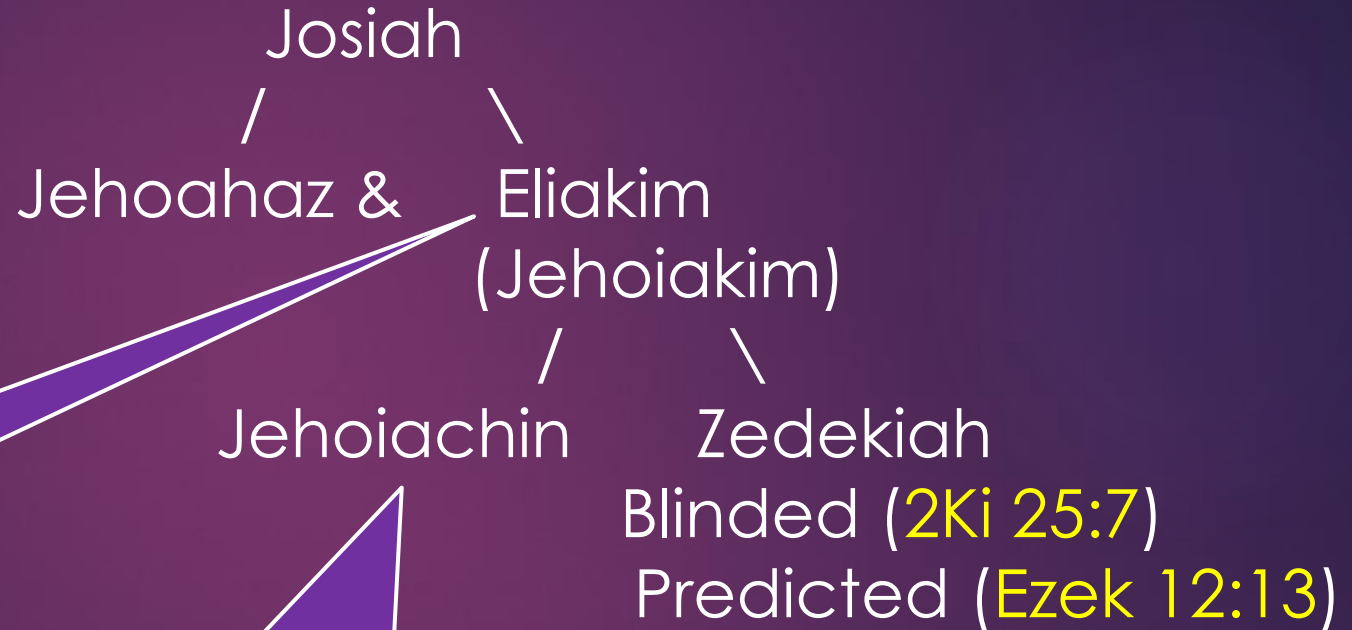 Josiah
/ \
Jehoahaz & Eliakim
(Jehoiakim)
/ \
Jehoiachin Zedekiah
Blinded (2Ki 25:7)
Predicted (Ezek 12:13)